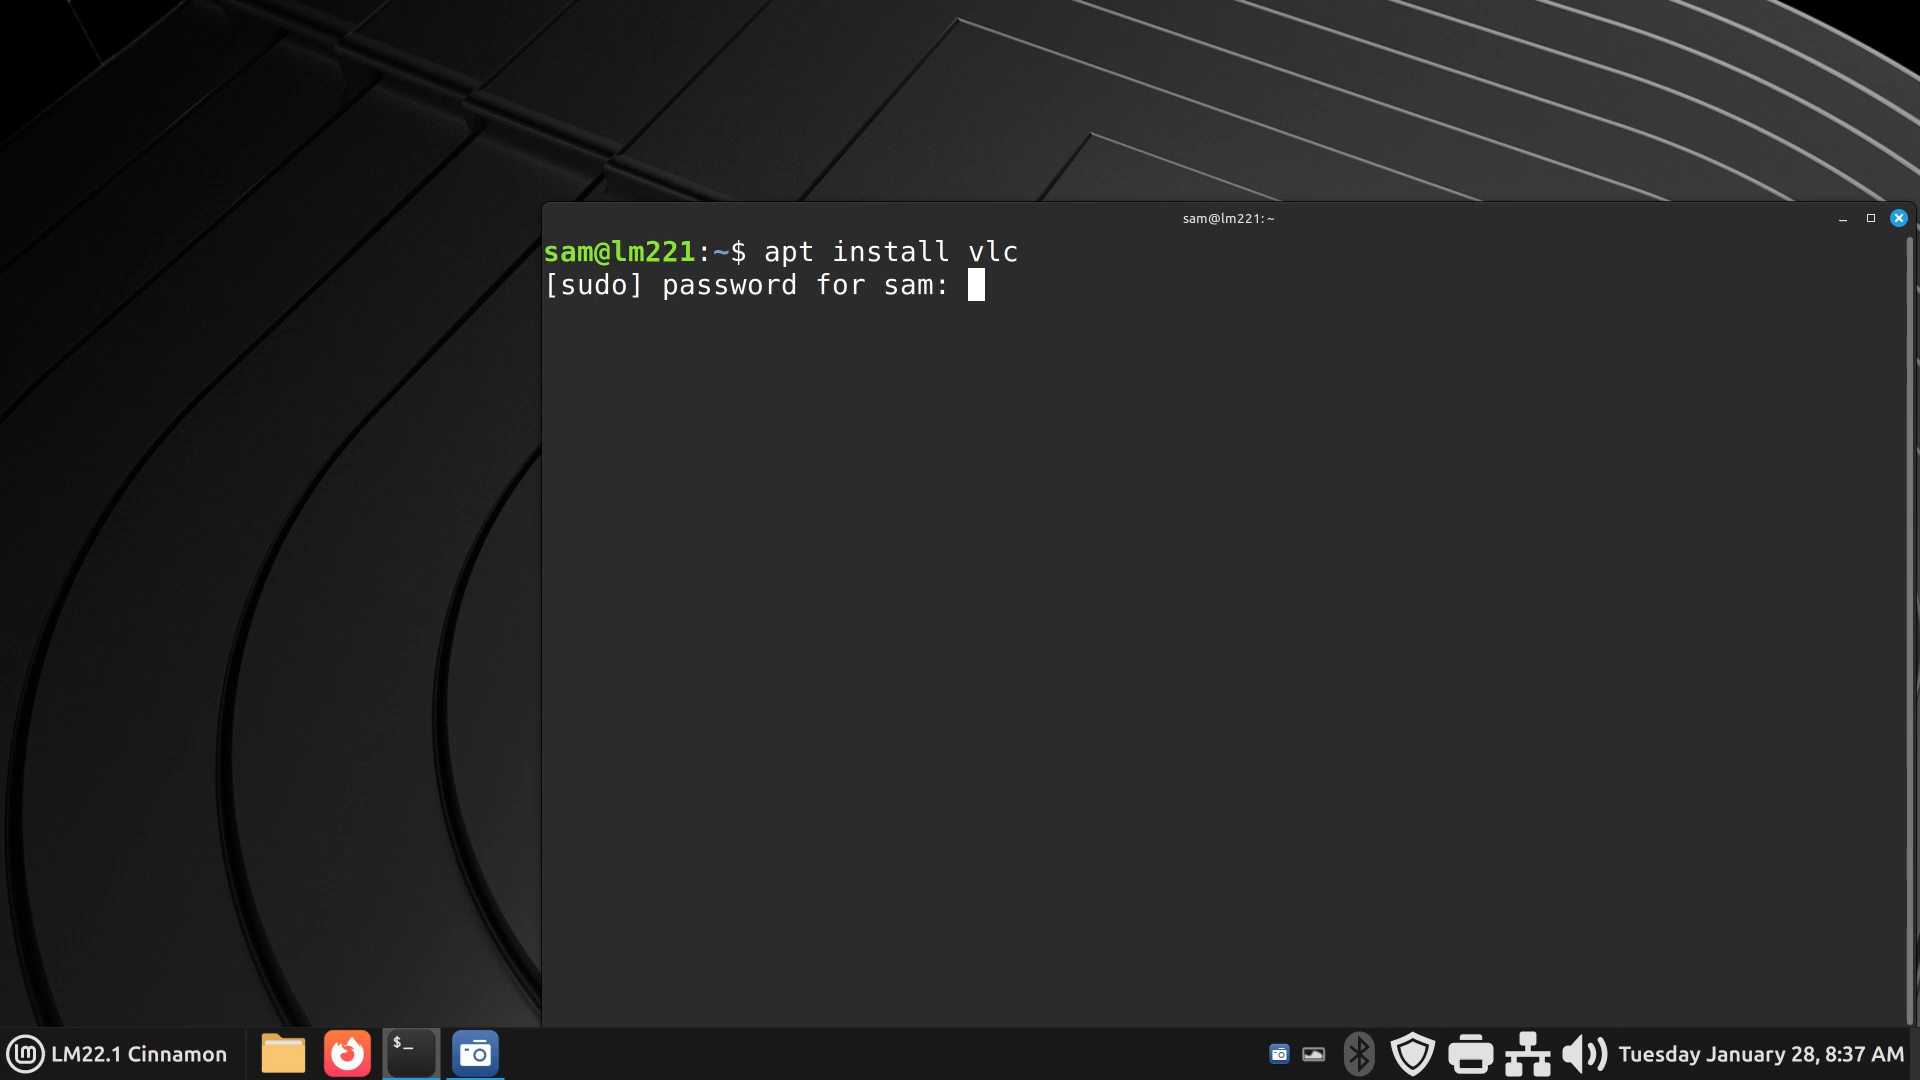 sam@lm221: ~
sam@lm221:~$ apt install vlc
[sudo] password for sam:
LM22.1 Cinnamon
$_
Tuesday January 28, 8:37 AM